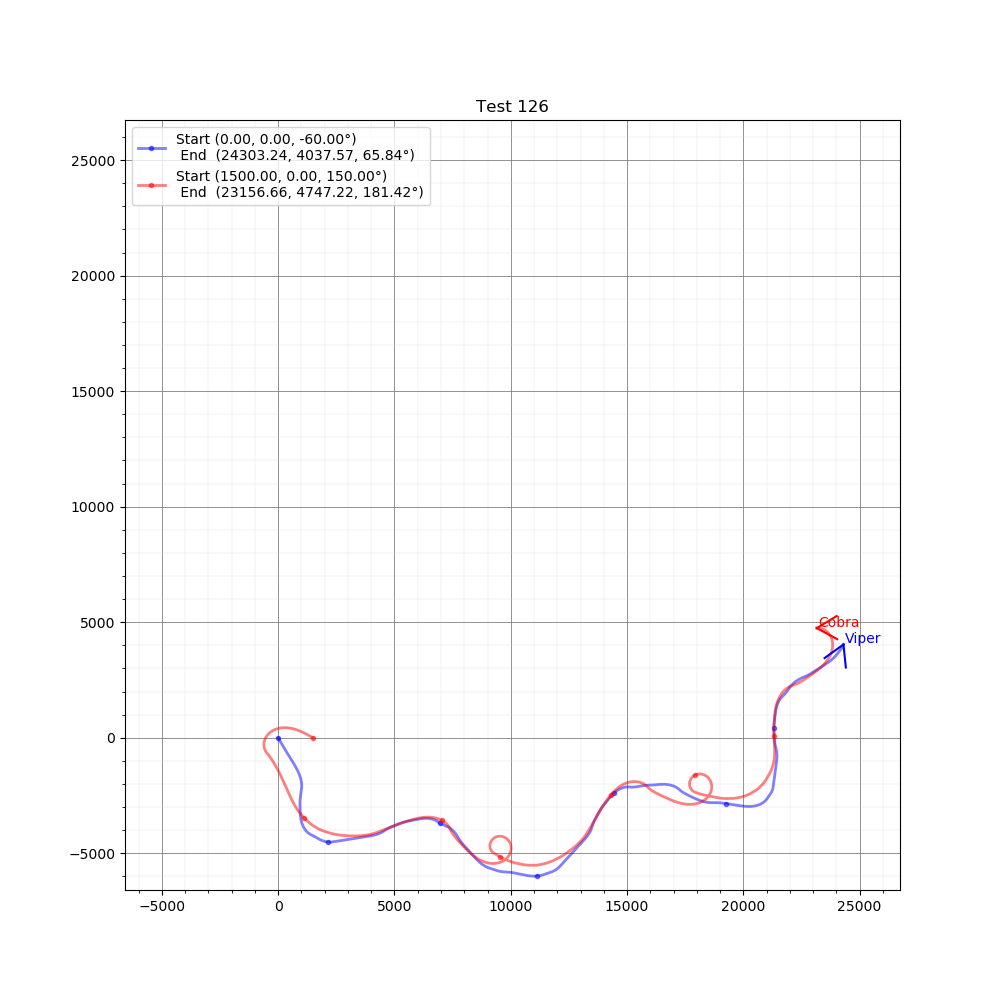 Test 126
Start (0.00, 0.00, -60.00°)
End (24303.24, 4037.57, 65.84°)
Start (1500.00, 0.00, 150.00°)
End (23156.66, 4747.22, 181.42°)
25000
20000
15000
10000
5000
0
−5000
Cobra
Viper
−5000 0 5000 10000 15000 20000 25000